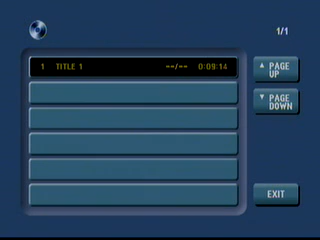 1/1
1 TITLE 1 --/-- 0:09:14
▲ PAGE
UP
▼ PAGE
DOWN
EXIT